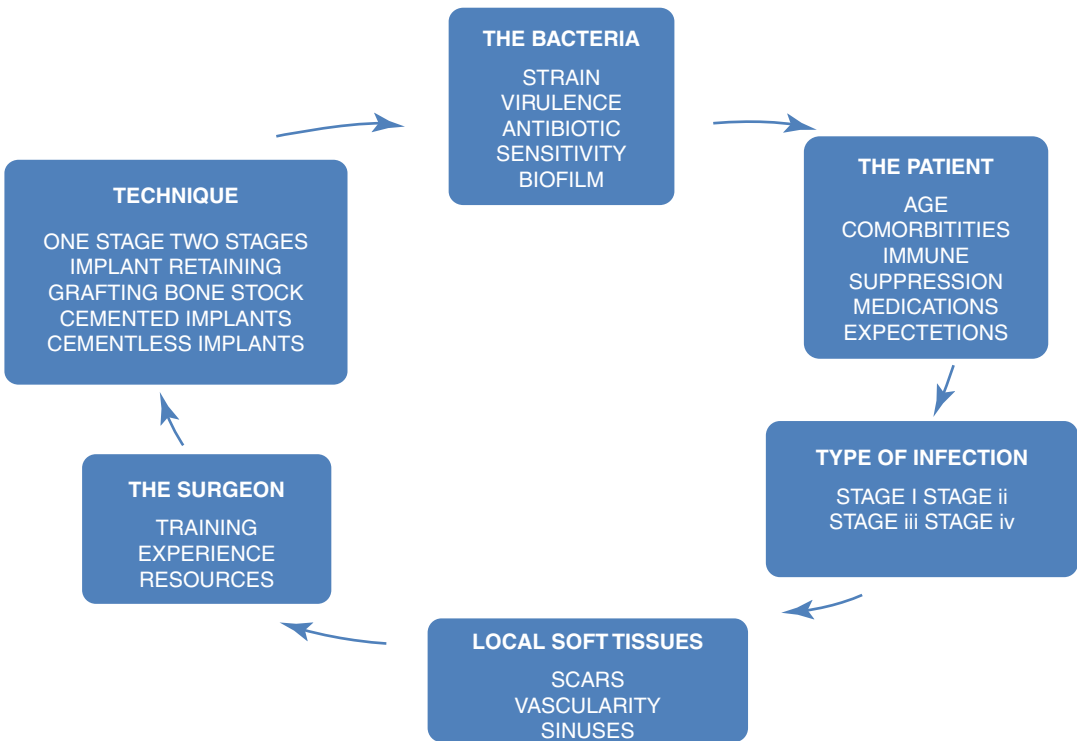 THE BACTERIA
STRAIN
VIRULENCE
ANTIBIOTIC
SENSITIVITY
BIOFILM
THE PATIENT
AGE
COMORBITITIES
IMMUNE
SUPPRESSION
MEDICATIONS
EXPECTETIONS
TYPE OF INFECTION
STAGE I STAGE ii
STAGE iii STAGE iv
LOCAL SOFT TISSUES
SCARS
VASCULARITY
SINUSES
THE SURGEON
TRAINING
EXPERIENCE
RESOURCES
TECHNIQUE
ONE STAGE TWO STAGES
IMPLANT RETAINING
GRAFTING BONE STOCK
CEMENTED IMPLANTS
CEMENTLESS IMPLANTS